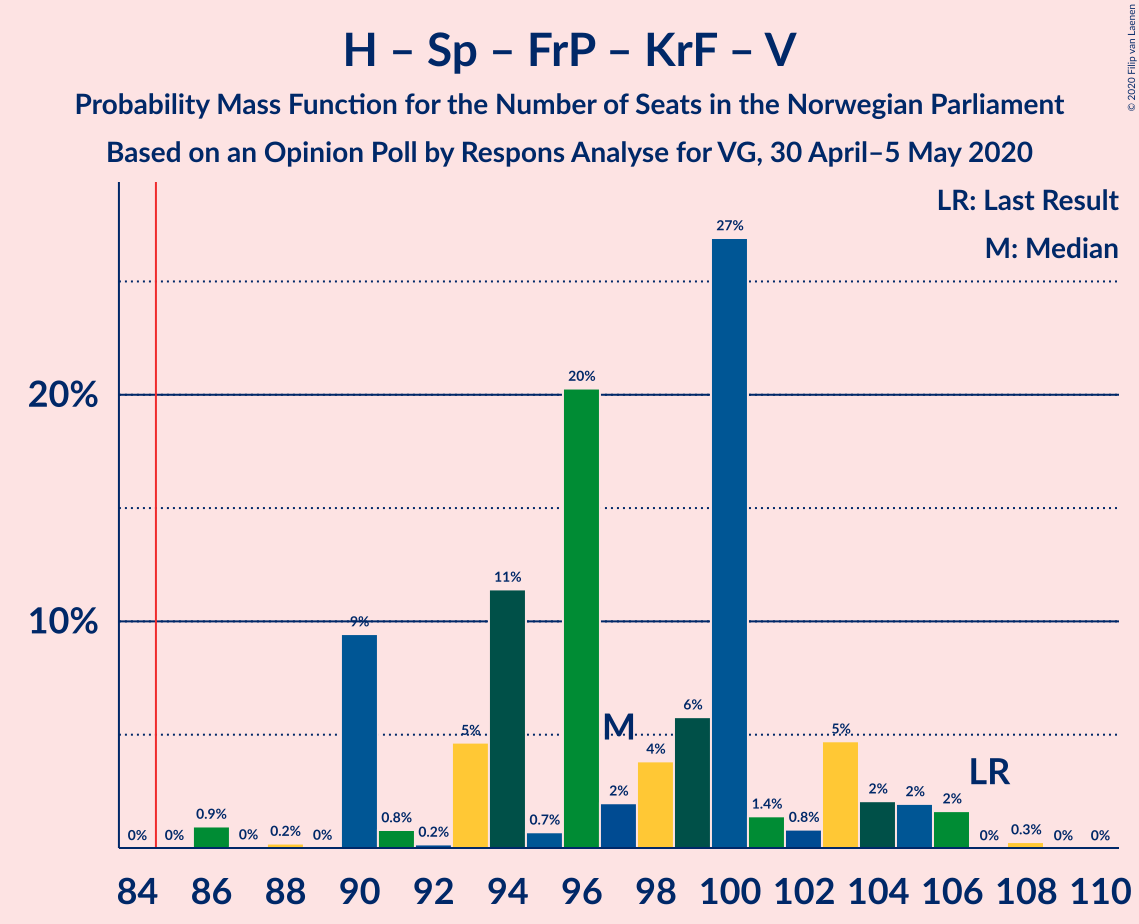 H – Sp – FrP – KrF – V
Probability Mass Function for the Number of Seats in the Norwegian Parliament
Based on an Opinion Poll by Respons Analyse for VG, 30 April–5 May 2020
© 2020 Filip van Laenen
LR: Last Result
M: Median
20%
10%
0% 0% 0.9% 0% 0.2% 0% 9% 0.8% 0.2% 5% 11% 0.7% 20% 2% 4% 6% 27% 1.4% 0.8% 5% 2% 2% 2% 0% 0.3% 0% 0%
M
LR
84 86 88 90 92 94 96 98 100 102 104 106 108 110